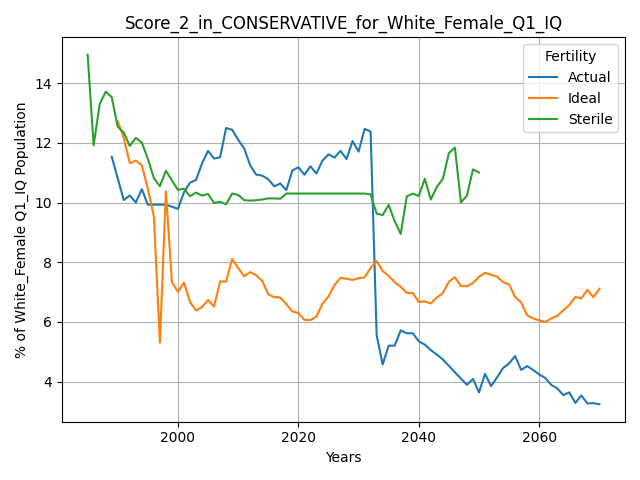 Score_2_in_CONSERVATIVE_for_White_Female_Q1_IQ
Fertility
Actual
Ideal
Sterile
% of White_Female Q1_IQ Population
14
12
10
8
6
4
2000
2020
2040
2060
Years